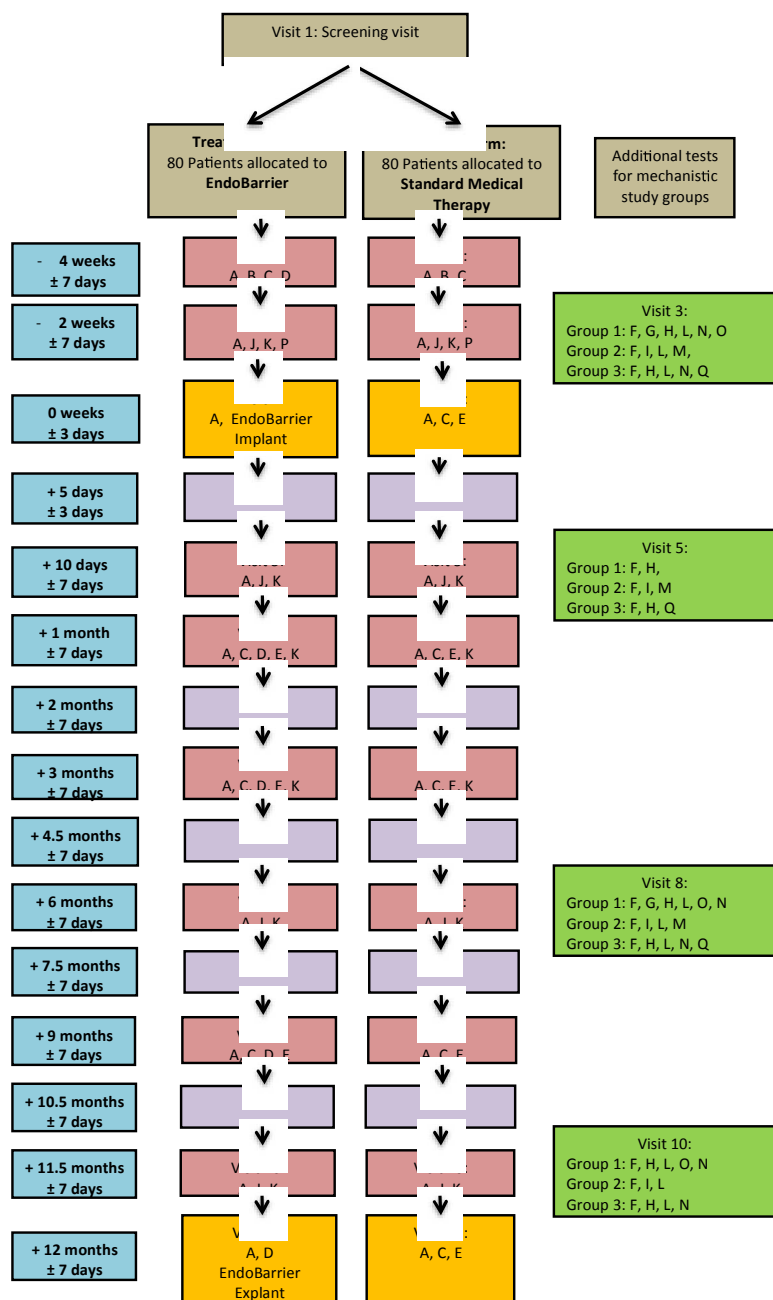 Visit 1: Screening visit
80 Patients allocated to
EndoBarrier
80 Patients allocated to
Standard Medical
Therapy
Additional tests
for mechanistic
study groups
- 4 weeks
± 7 days
A, B, C, D
A, B, C
- 2 weeks
± 7 days
A, J, K, P
A, J, K, P
Visit 3:
Group 1: F, G, H, L, N, O
Group 2: F, I, L, M,
Group 3: F, H, L, N, Q
0 weeks
± 3 days
A, EndoBarrier
Implant
A, C, E
+ 5 days
± 3 days
+ 10 days
± 7 days
A, J, K
A, J, K
Visit 5:
Group 1: F, H,
Group 2: F, I, M
Group 3: F, H, Q
+ 1 month
± 7 days
A, C, D, E, K
A, C, E, K
+ 2 months
± 7 days
+ 3 months
± 7 days
A, C, D, E, K
A, C, E, K
+ 4.5 months
± 7 days
+ 6 months
± 7 days
A, J, K
A, J, K
Visit 8:
Group 1: F, G, H, L, O, N
Group 2: F, I, L, M
Group 3: F, H, L, N, Q
+ 7.5 months
± 7 days
+ 9 months
± 7 days
A, C, D, E
A, C, E
+ 10.5 months
± 7 days
+ 11.5 months
± 7 days
A, J, K
A, J, K
Visit 10:
Group 1: F, H, L, O, N
Group 2: F, I, L
Group 3: F, H, L, N
+ 12 months
± 7 days
A, D
EndoBarrier
Explant
A, C, E